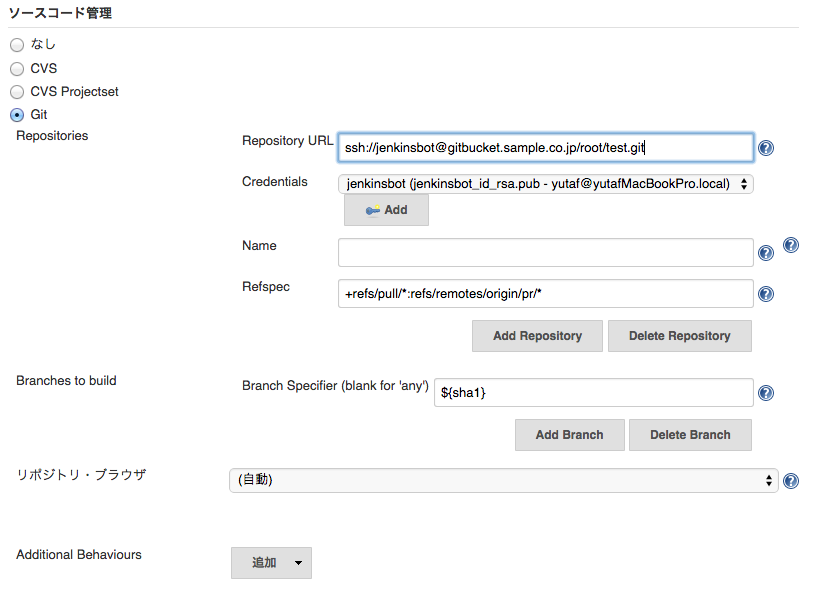 ソースコード管理
なし
CVS
CVS Projectset
Git
Repositories
Repository URL ssh://jenkinsbot@gitbucket.sample.co.jp/root/test.git
Credentials jenkinsbot (jenkinsbot_id_rsa.pub - yutaf@yutafMacBookPro.local)
Add
Name
Refspec +refs/pull/*:refs/remotes/origin/pr/*
Add Repository Delete Repository
Branches to build
Branch Specifier (blank for 'any') ${sha1}
Add Branch Delete Branch
リポジトリ・ブラウザ (自動)
Additional Behaviours 追加